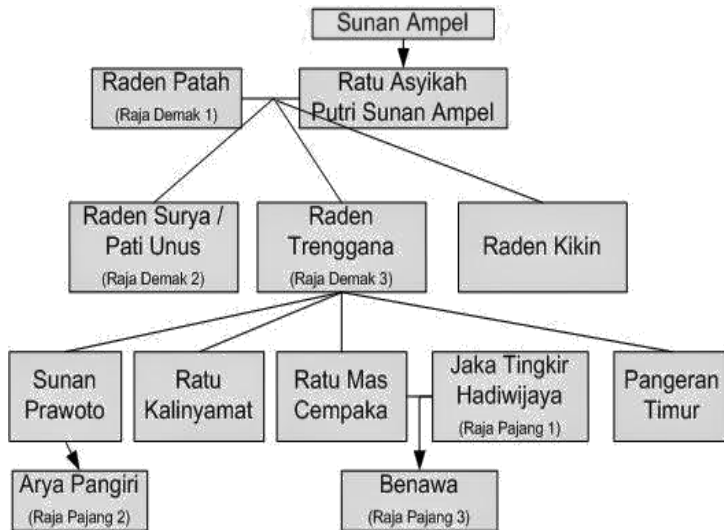 Sunan Ampel
Raden Patah
(Raja Demak 1)
Ratu Asyikah
Putri Sunan Ampel
Raden Surya /
Pati Unus
(Raja Demak 2)
Raden
Trenggana
(Raja Demak 3)
Raden Kikin
Sunan
Prawoto
Ratu
Kalinyamat
Ratu Mas
Cempaka
Jaka Tingkir
Hadiwijaya
(Raja Pajang 1)
Pangeran
Timur
Arya Pangiri
(Raja Pajang 2)
Benawa
(Raja Pajang 3)